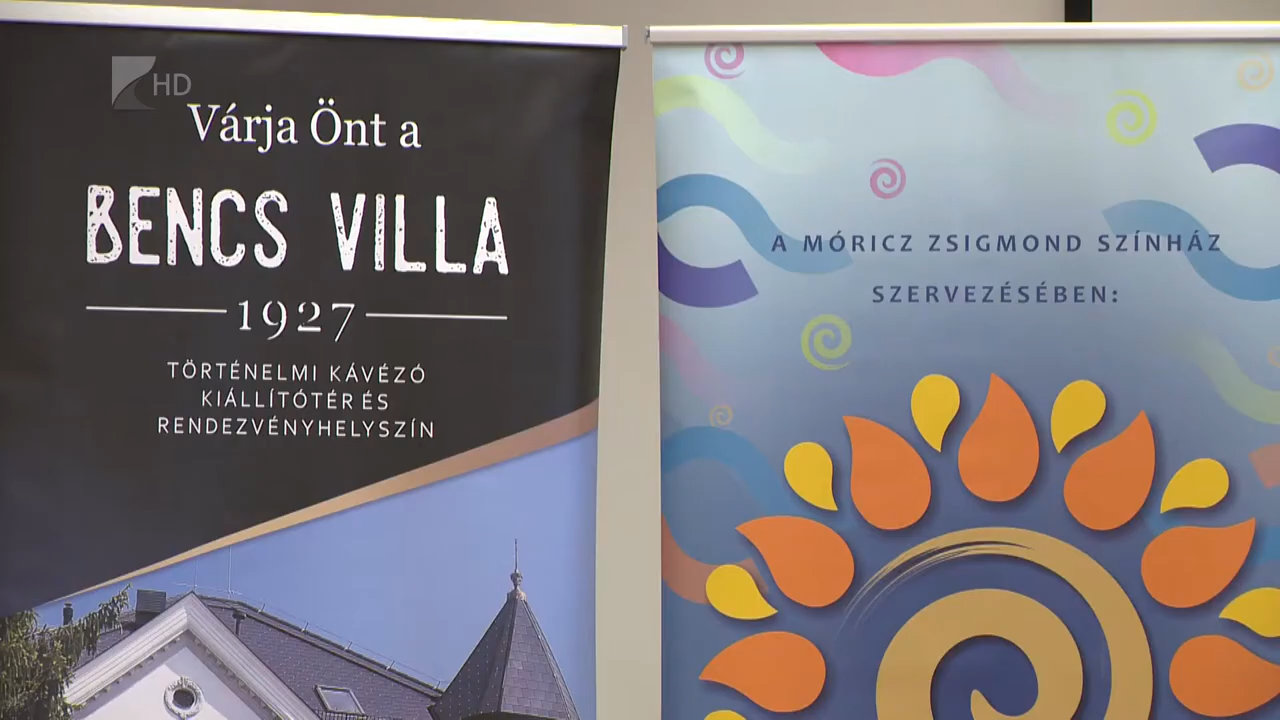 HD
Várja Önt a
BENCS VILLA
1927
TÖRTÉNELMI KÁVÉZÓ
KIÁLLÍTÓTÉR ÉS
RENDEZVÉNYHELYSZÍN
A MÓRICZ ZSIGMOND SZÍNHÁZ
SZERVEZÉSÉBEN: